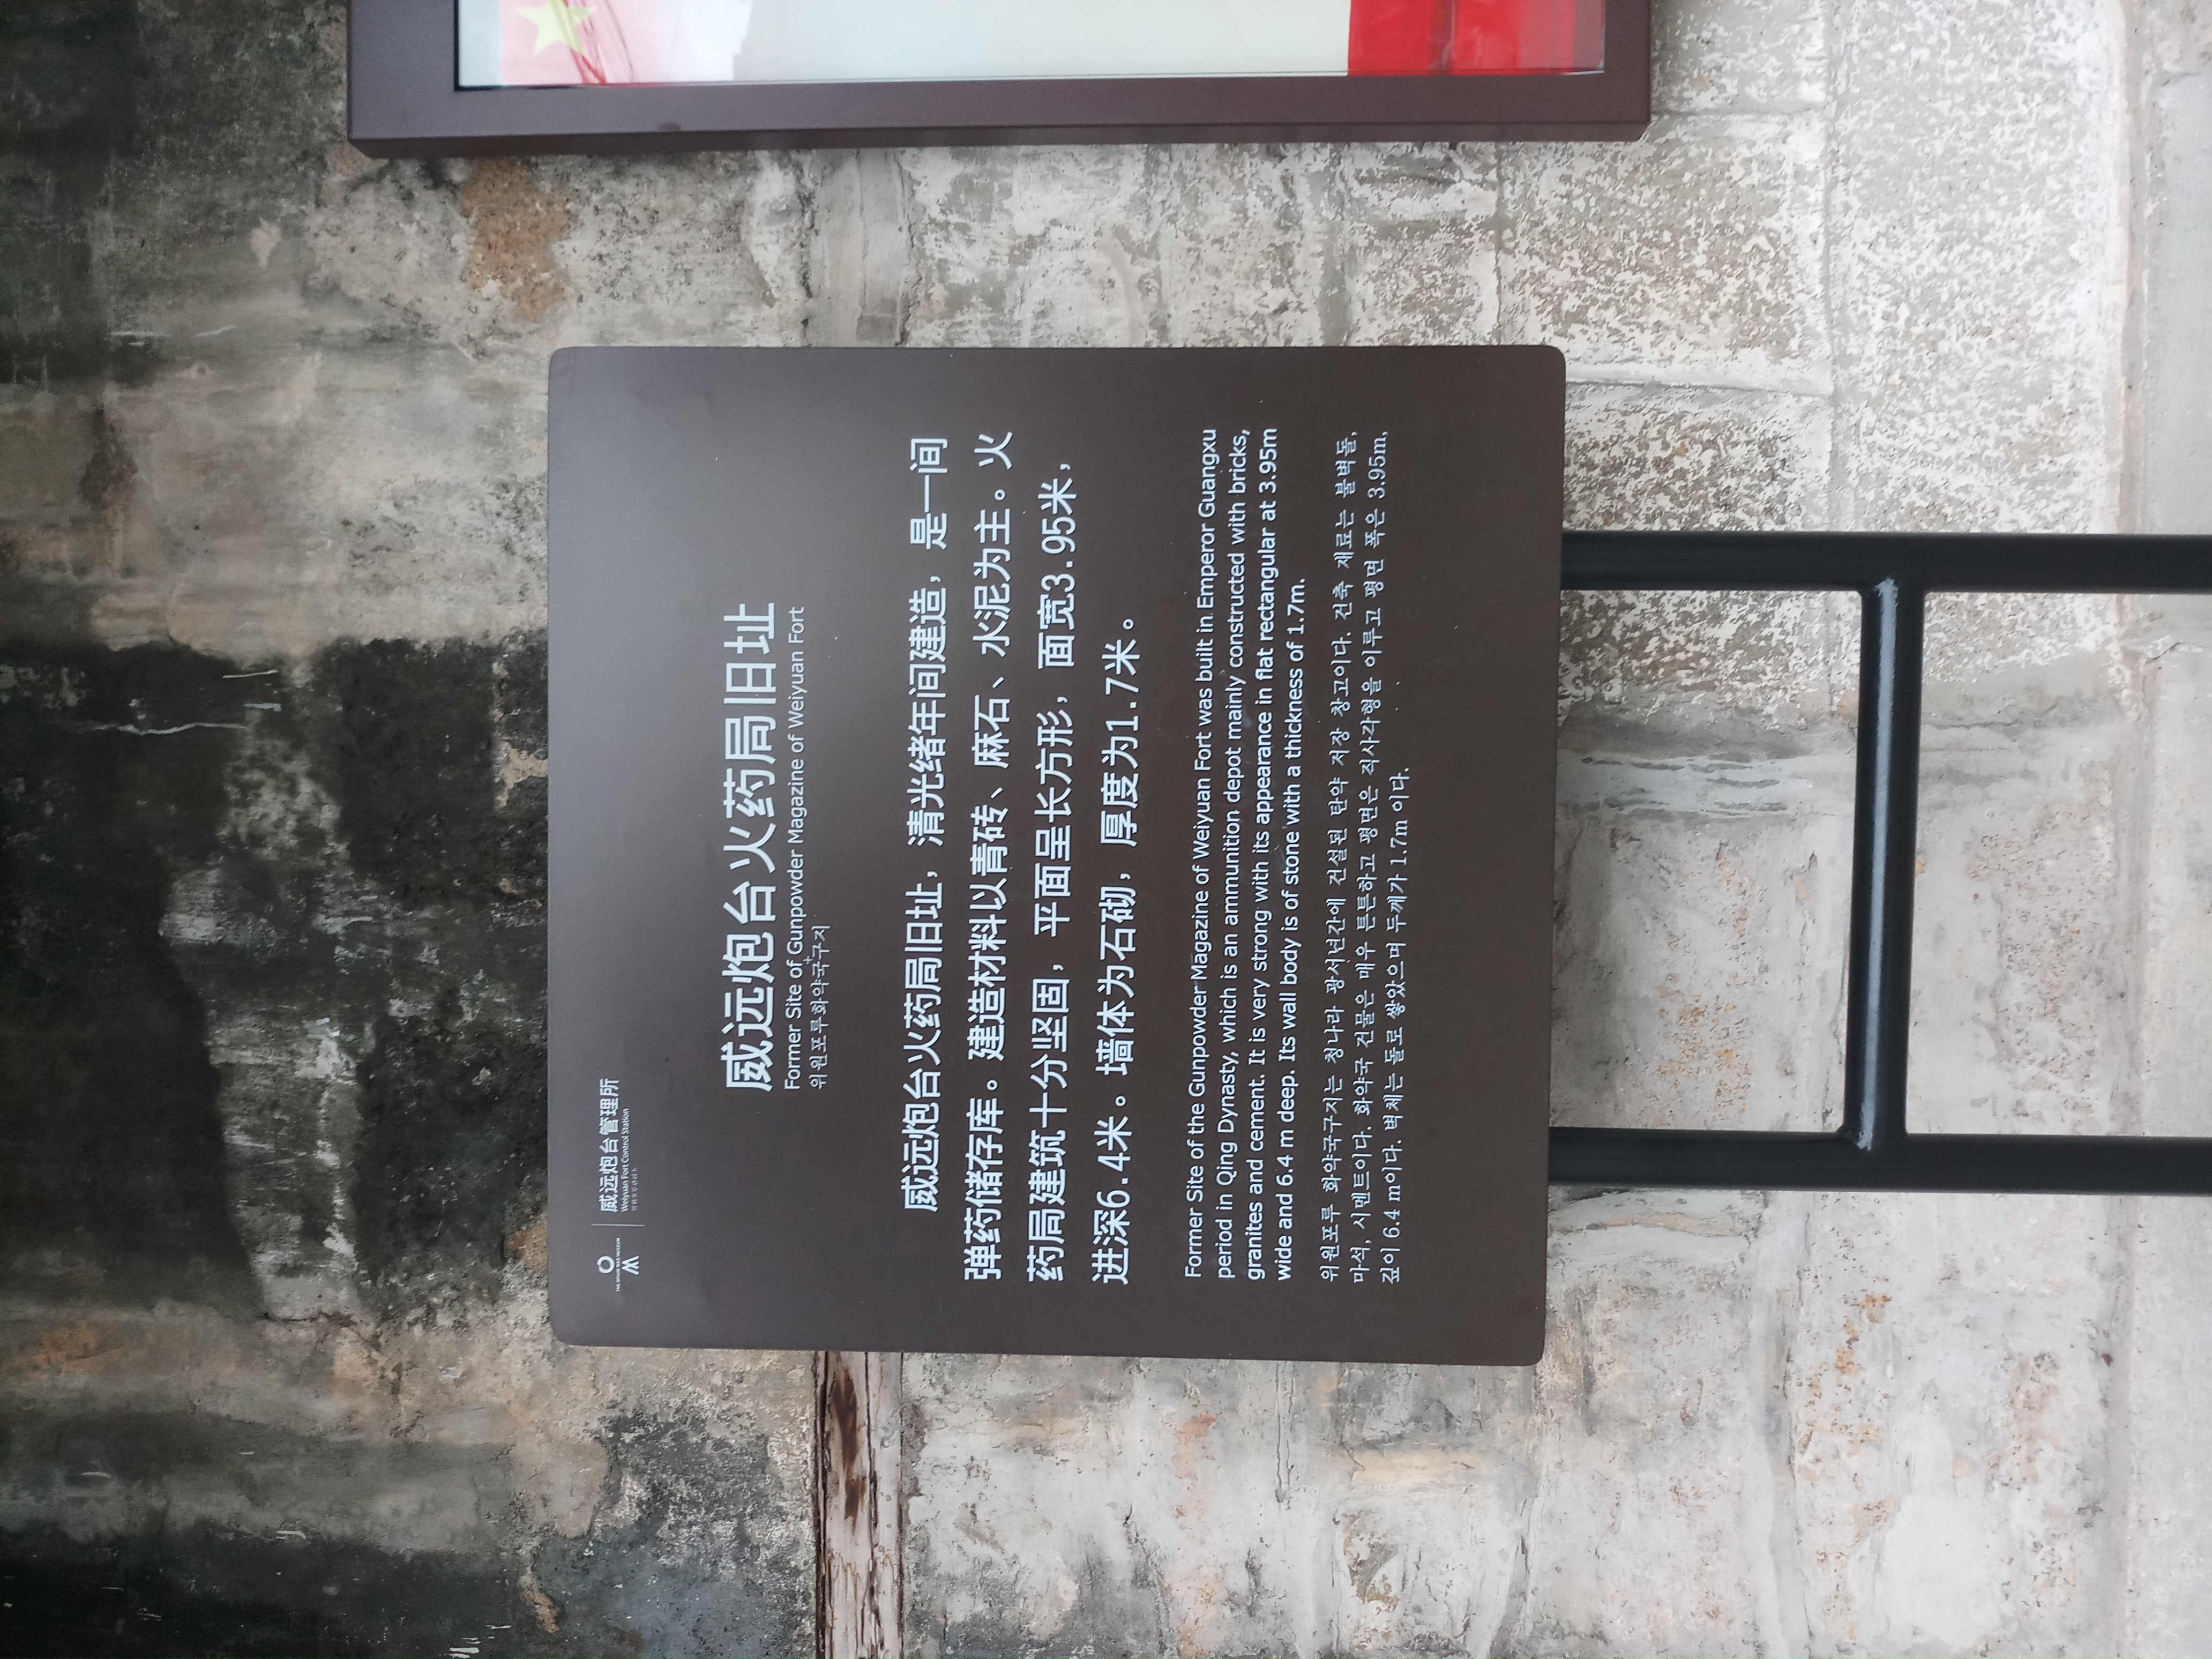 威远炮台管理所
Weiyuan Fort Control Station
威远炮台火药局旧址
Former Site of Gunpowder Magazine of Weiyuan Fort
위원포루화약국구지
威远炮台火药局旧址，清光绪年间建造，是一间
弹药储存库。建造材料以青砖、麻石、水泥为主。火
药局建筑十分坚固，平面呈长方形，面宽3.95米，
进深6.4米。墙体为石砌，厚度为1.7米。
Former Site of the Gunpowder Magazine of Weiyuan Fort was built in Emperor Guangxu
period in Qing Dynasty, which is an ammunition depot mainly constructed with bricks,
granites and cement. It is very strong with its appearance in flat rectangular at 3.95m
wide and 6.4 m deep. Its wall body is of stone with a thickness of 1.7m.
위원포루 화약국구지는 청나라 광서년간에 건설된 탄약 저장 창고이다. 건축 재료는 불벽돌,
마석, 시멘트이다. 화약국 건물은 매우 튼튼하고 평면은 직사각형을 이루고 평면 폭은 3.95m,
깊이 6.4 m이다. 벽체는 돌로 쌓았으며 두께가 1.7m 이다.